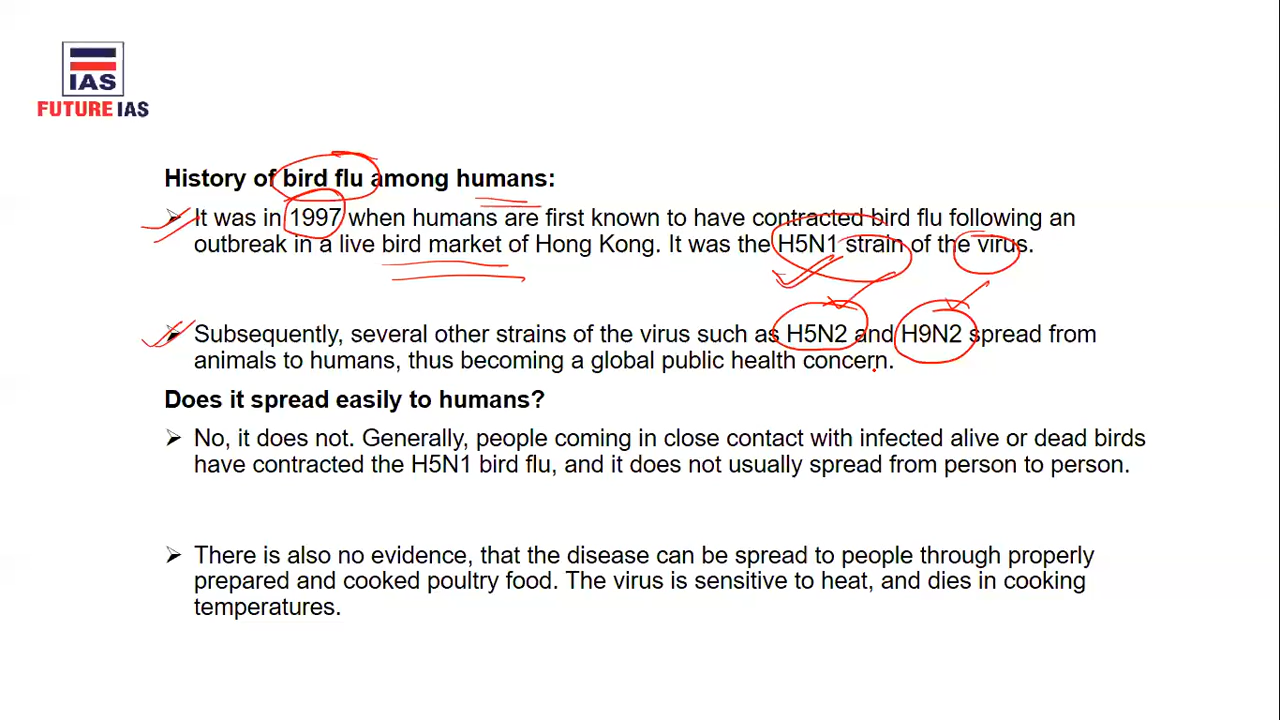 IAS
FUTURE IAS
History of bird flu among humans:
➢ It was in 1997 when humans are first known to have contracted bird flu following an
outbreak in a live bird market of Hong Kong. It was the H5N1 strain of the virus.
➢ Subsequently, several other strains of the virus such as H5N2 and H9N2 spread from
animals to humans, thus becoming a global public health concern.
Does it spread easily to humans?
➢ No, it does not. Generally, people coming in close contact with infected alive or dead birds
have contracted the H5N1 bird flu, and it does not usually spread from person to person.
➢ There is also no evidence, that the disease can be spread to people through properly
prepared and cooked poultry food. The virus is sensitive to heat, and dies in cooking
temperatures.